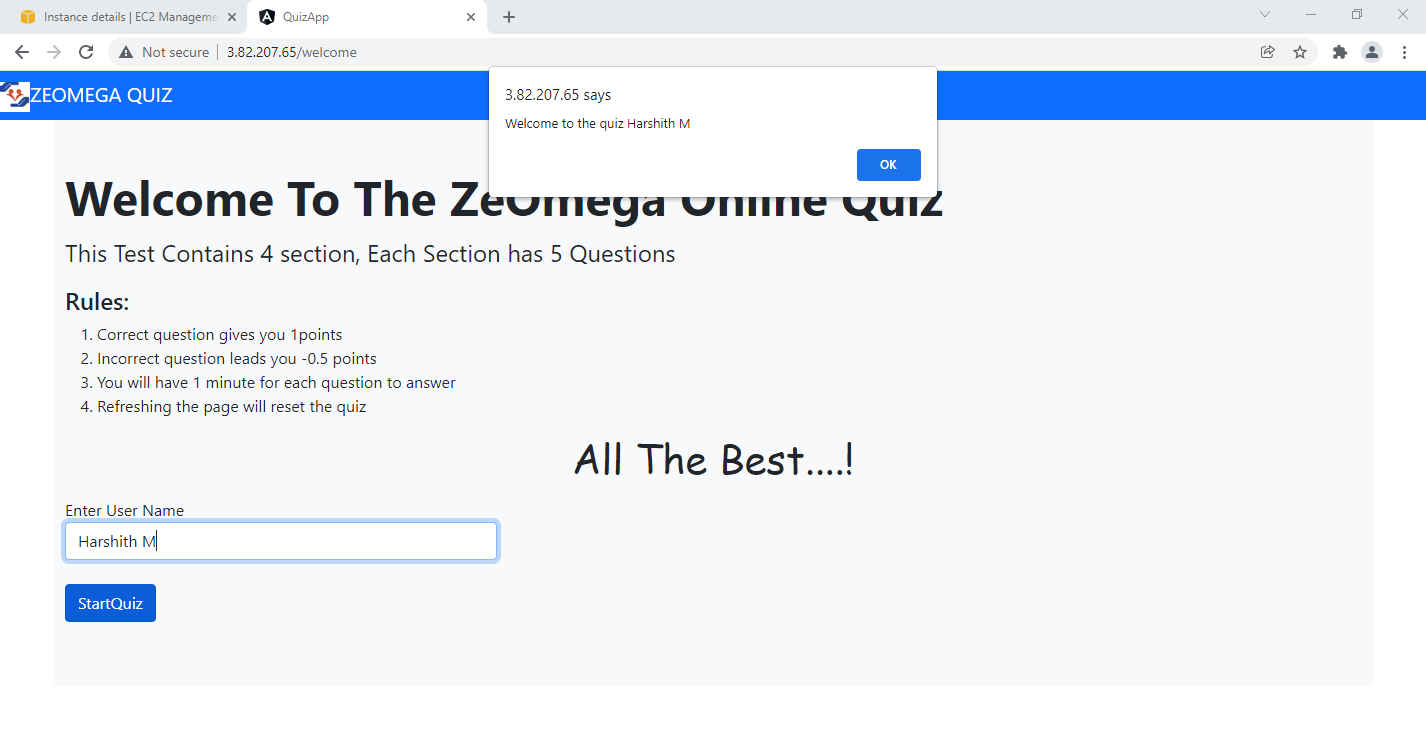 Instance details | EC2 Manageme
QuizApp
Not secure | 3.82.207.65/welcome
ZEOMEGA QUIZ
3.82.207.65 says
Welcome to the quiz Harshith M
OK
Welcome To The ZeOmega Online Quiz
This Test Contains 4 section, Each Section has 5 Questions
Rules:
1. Correct question gives you 1points
2. Incorrect question leads you -0.5 points
3. You will have 1 minute for each question to answer
4. Refreshing the page will reset the quiz
All The Best....!
Enter User Name
Harshith M
StartQuiz